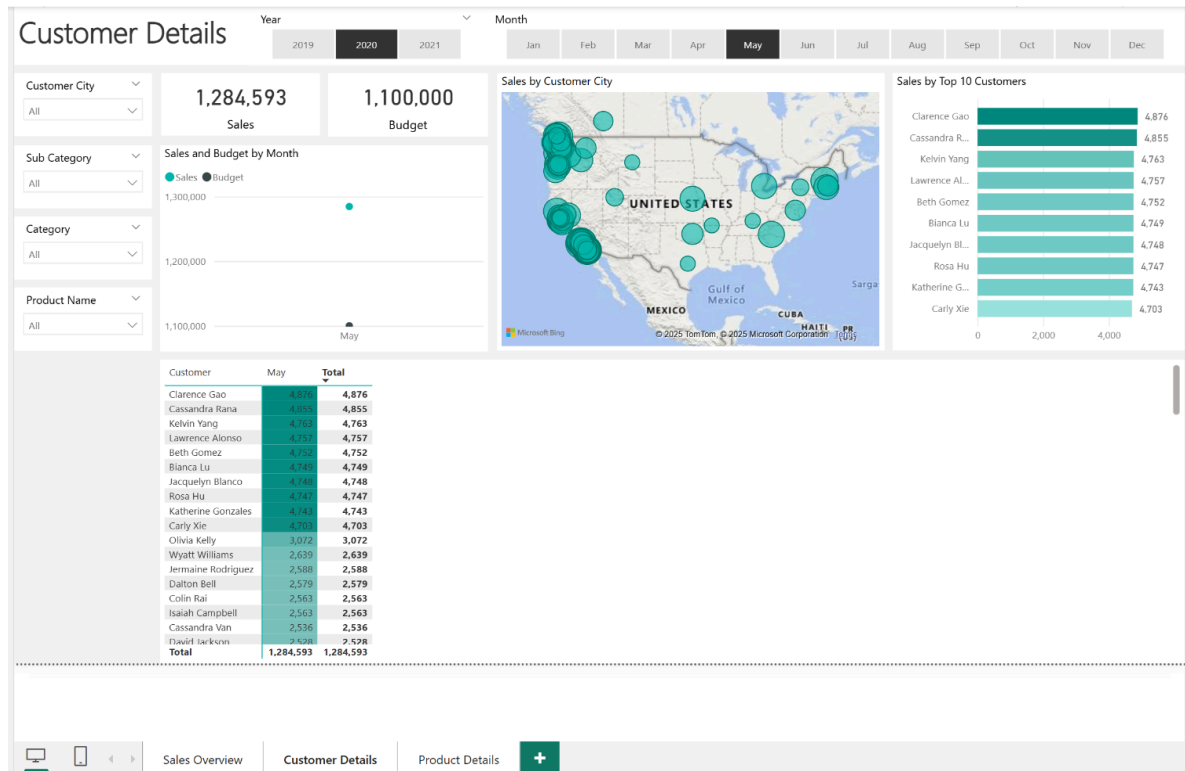 Customer Details
Year
2019 2020 2021
Month
Jan Feb Mar Apr May Jun Jul Aug Sep Oct Nov Dec
Customer City
All
Sub Category
All
Category
All
Product Name
All
1,284,593
Sales
1,100,000
Budget
Sales and Budget by Month
Sales Budget
1,300,000
1,200,000
1,100,000
May
Sales by Customer City
UNITED STATES
Gulf of
Mexico
Sarga
MEXICO
CUBA
HAITI PR
(US)
Microsoft Bing
© 2025 TomTom, © 2025 Microsoft Corporation Terms
Sales by Top 10 Customers
Clarence Gao 4,876
Cassandra R... 4,855
Kelvin Yang 4,763
Lawrence Al... 4,757
Beth Gomez 4,752
Bianca Lu 4,749
Jacquelyn Bl... 4,748
Rosa Hu 4,747
Katherine G... 4,743
Carly Xie 4,703
0 2,000 4,000
Customer May Total
Clarence Gao 4,876 4,876
Cassandra Rana 4,855 4,855
Kelvin Yang 4,763 4,763
Lawrence Alonso 4,757 4,757
Beth Gomez 4,752 4,752
Bianca Lu 4,749 4,749
Jacquelyn Blanco 4,748 4,748
Rosa Hu 4,747 4,747
Katherine Gonzales 4,743 4,743
Carly Xie 4,703 4,703
Olivia Kelly 3,072 3,072
Wyatt Williams 2,639 2,639
Jermaine Rodriguez 2,588 2,588
Dalton Bell 2,579 2,579
Colin Rai 2,563 2,563
Isaiah Campbell 2,563 2,563
Cassandra Van 2,536 2,536
David Jackson 2,528 2,528
Total 1,284,593 1,284,593
Sales Overview Customer Details Product Details +